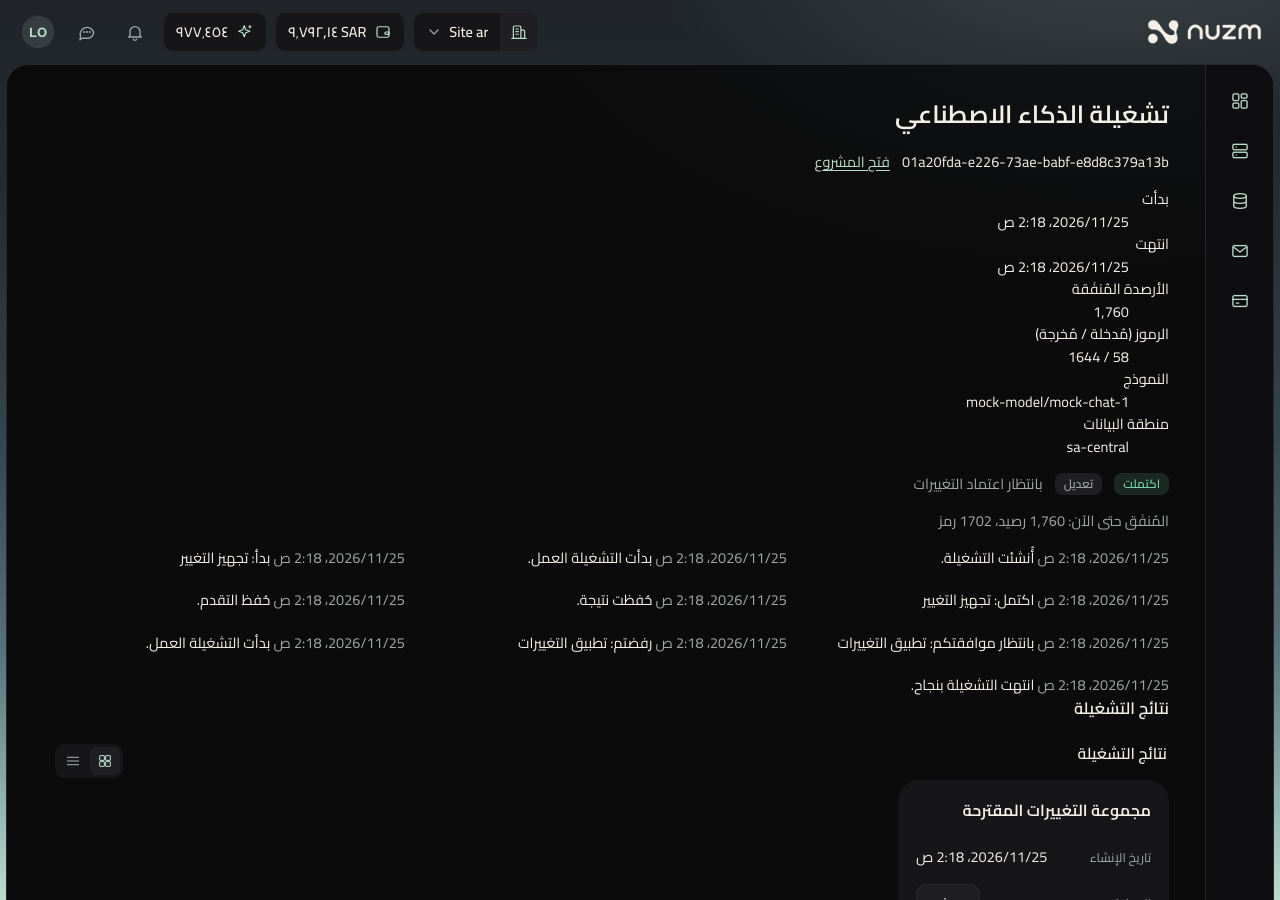 nuzm
Site ar
٩٬٧٩٢٫١٤ SAR
٩٧٧٬٤٥٤
LO
تشغيلة الذكاء الاصطناعي
01a20fda-e226-73ae-babf-e8d8c379a13b فتح المشروع
بدأت
2026/11/25، 2:18 ص
انتهت
2026/11/25، 2:18 ص
الأرصدة المُنفَقة
1,760
الرموز (مُدخلة / مُخرجة)
1644 / 58
النموذج
mock-model/mock-chat-1
منطقة البيانات
sa-central
اكتملت تعديل بانتظار اعتماد التغييرات
المُنفَق حتى الآن: 1,760 رصيد، 1702 رمز
2026/11/25، 2:18 ص أُنشئت التشغيلة. 2026/11/25، 2:18 ص بدأت التشغيلة العمل. 2026/11/25، 2:18 ص بدأ: تجهيز التغيير
2026/11/25، 2:18 ص اكتمل: تجهيز التغيير 2026/11/25، 2:18 ص حُفظت نتيجة. 2026/11/25، 2:18 ص حُفظ التقدم.
2026/11/25، 2:18 ص بانتظار موافقتكم: تطبيق التغييرات 2026/11/25، 2:18 ص رفضتم: تطبيق التغييرات 2026/11/25، 2:18 ص بدأت التشغيلة العمل.
2026/11/25، 2:18 ص انتهت التشغيلة بنجاح.
نتائج التشغيلة
نتائج التشغيلة
مجموعة التغييرات المقترحة
تاريخ الإنشاء 2026/11/25، 2:18 ص